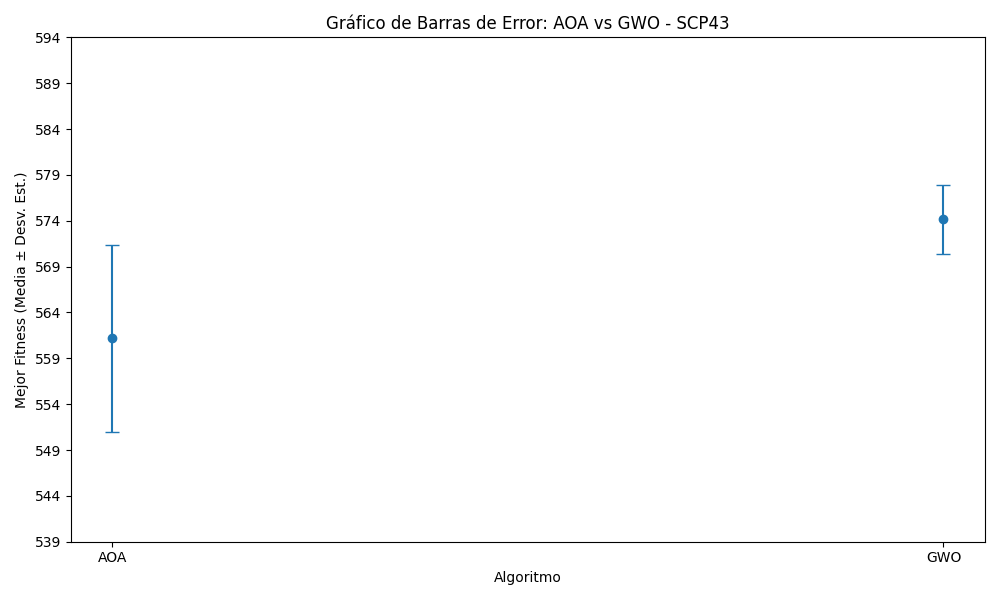 Gráfico de Barras de Error: AOA vs GWO - SCP43
Mejor Fitness (Media ± Desv. Est.)
594
589
584
579
574
569
564
559
554
549
544
539
AOA
GWO
Algoritmo